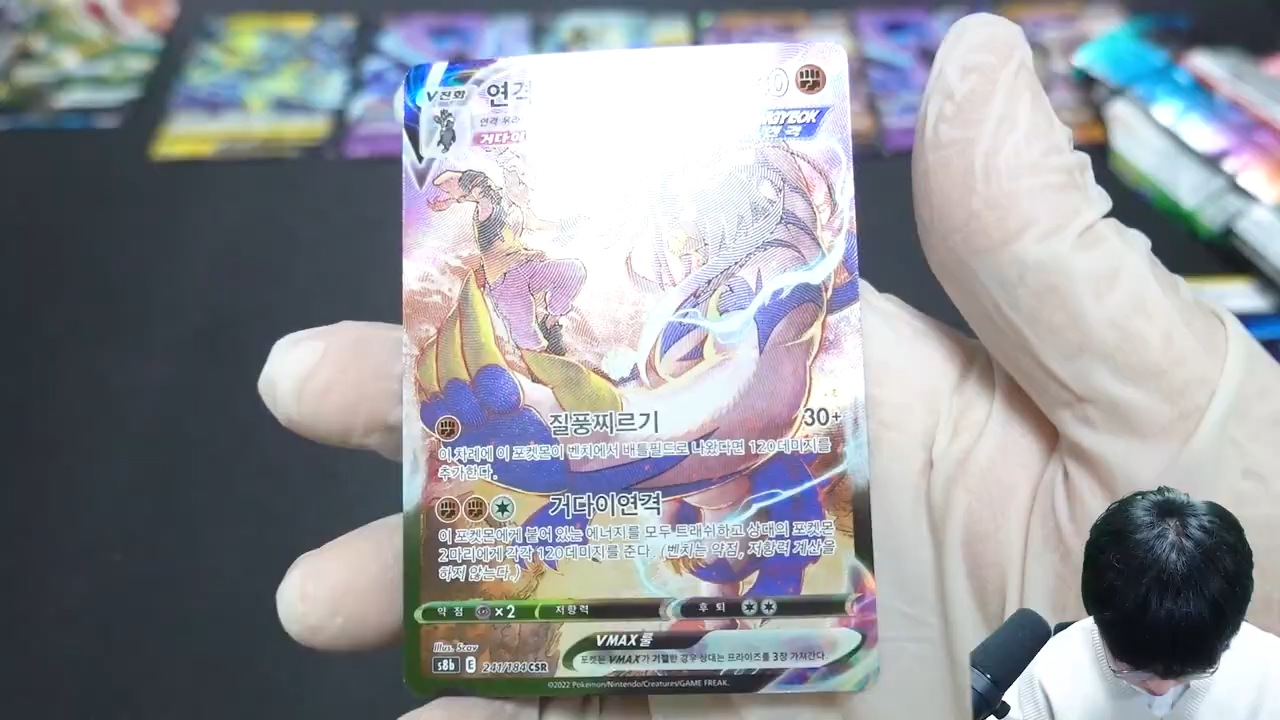 V진화
연격
30
거다이
연격
질풍찌르기 30+
이 차례에 이 포켓몬이 벤치에서 배틀필드로 나왔다면 120데미지를
추가한다.
거다이연격
이 포켓몬에게 붙어 있는 에너지를 모두 트래쉬하고 상대의 포켓몬
2마리에게 각각 120데미지를 준다. (벤치는 약점, 저항력 계산을
하지 않는다.)
약점 ×2 저항력 후퇴
VMAX 룰
포켓몬 VMAX가 기절한 경우 상대는 프라이즈를 3장 가져간다.
Illus. 5cov
s8b E 241/184 CSR
©2022 Pokémon/Nintendo/Creatures/GAME FREAK.